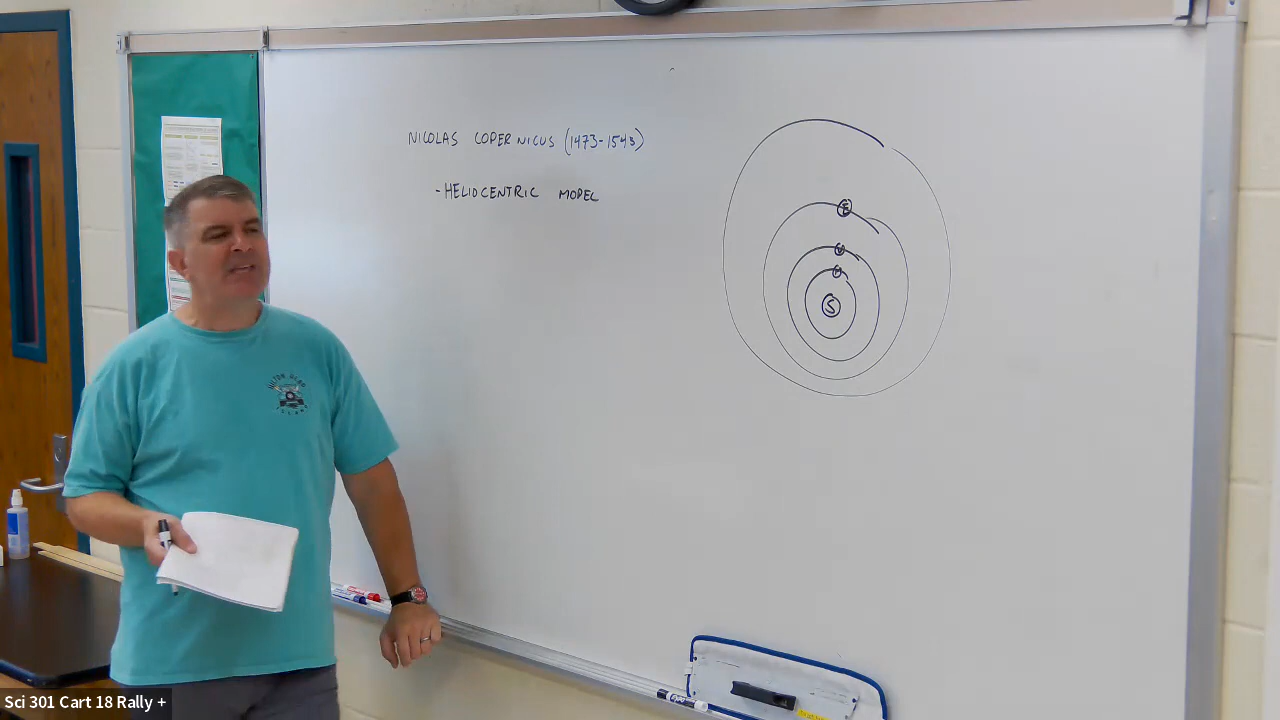 NICOLAS COPERNICUS (1473-1543)
-HELIOCENTRIC MODEL
E
V
M
S
Sci 301 Cart 18 Rally +